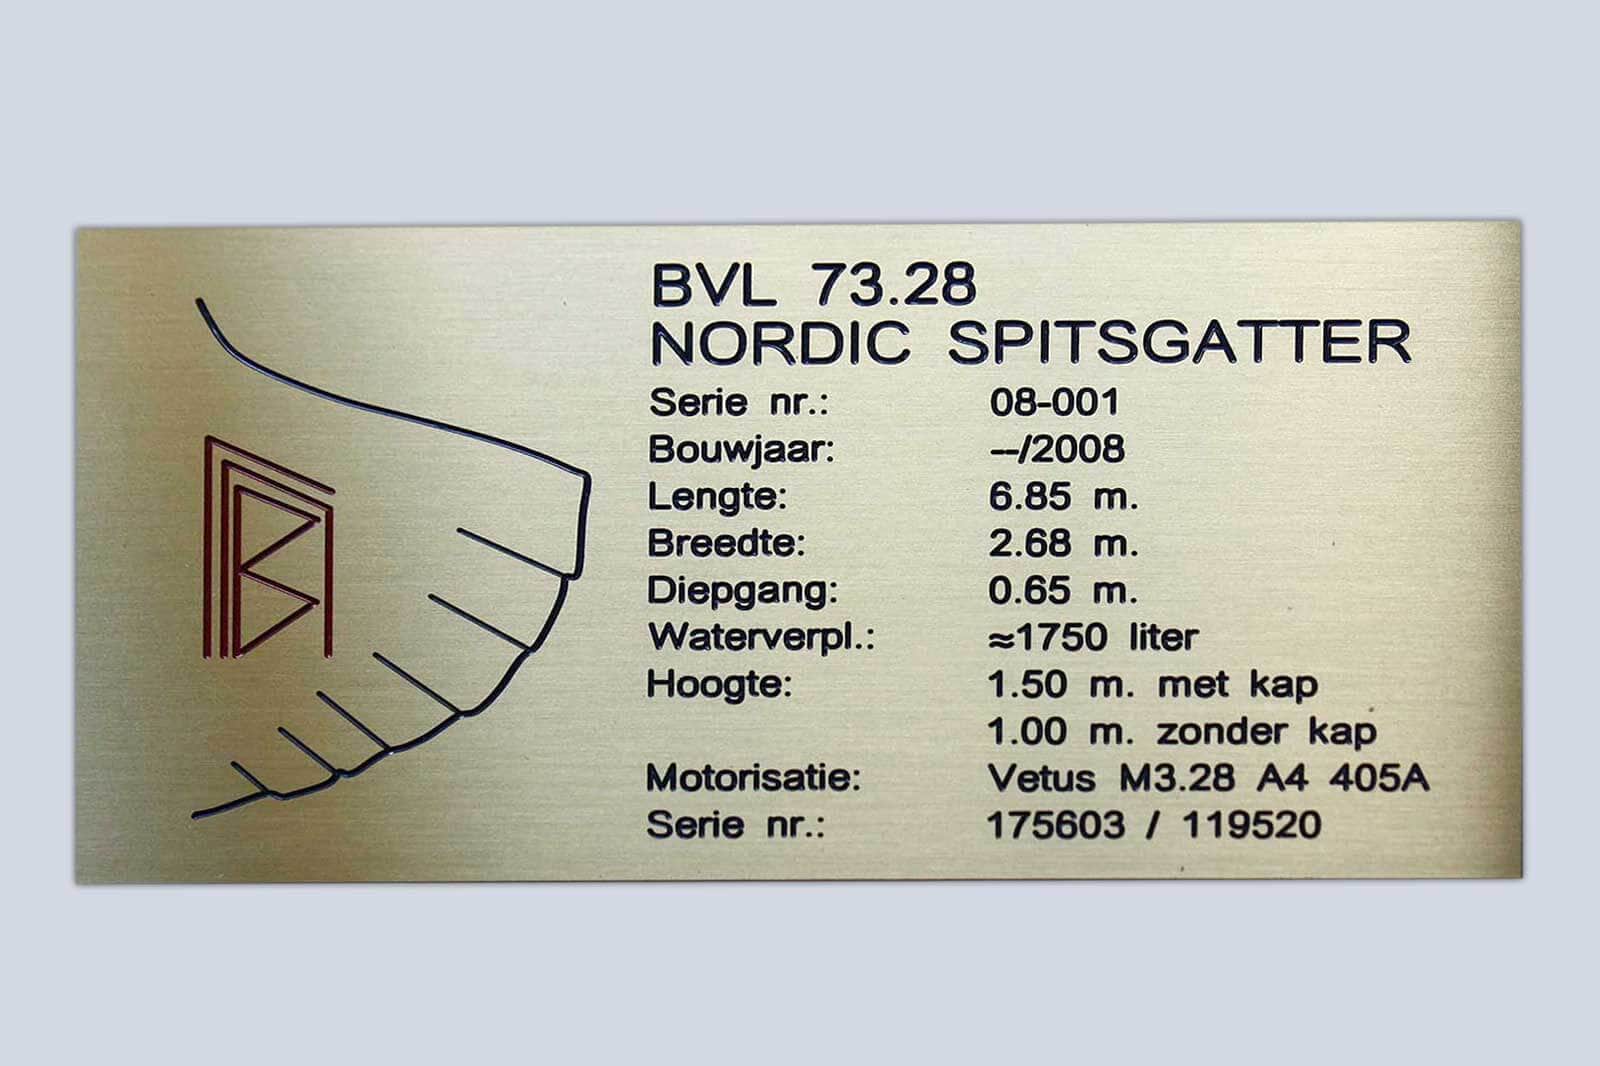 BVL 73.28
NORDIC SPITSGATTER
Serie nr.: 08-001
Bouwjaar: --/2008
Lengte: 6.85 m.
Breedte: 2.68 m.
Diepgang: 0.65 m.
Waterverpl.: ≈1750 liter
Hoogte: 1.50 m. met kap
1.00 m. zonder kap
Motorisatie: Vetus M3.28 A4 405A
Serie nr.: 175603 / 119520